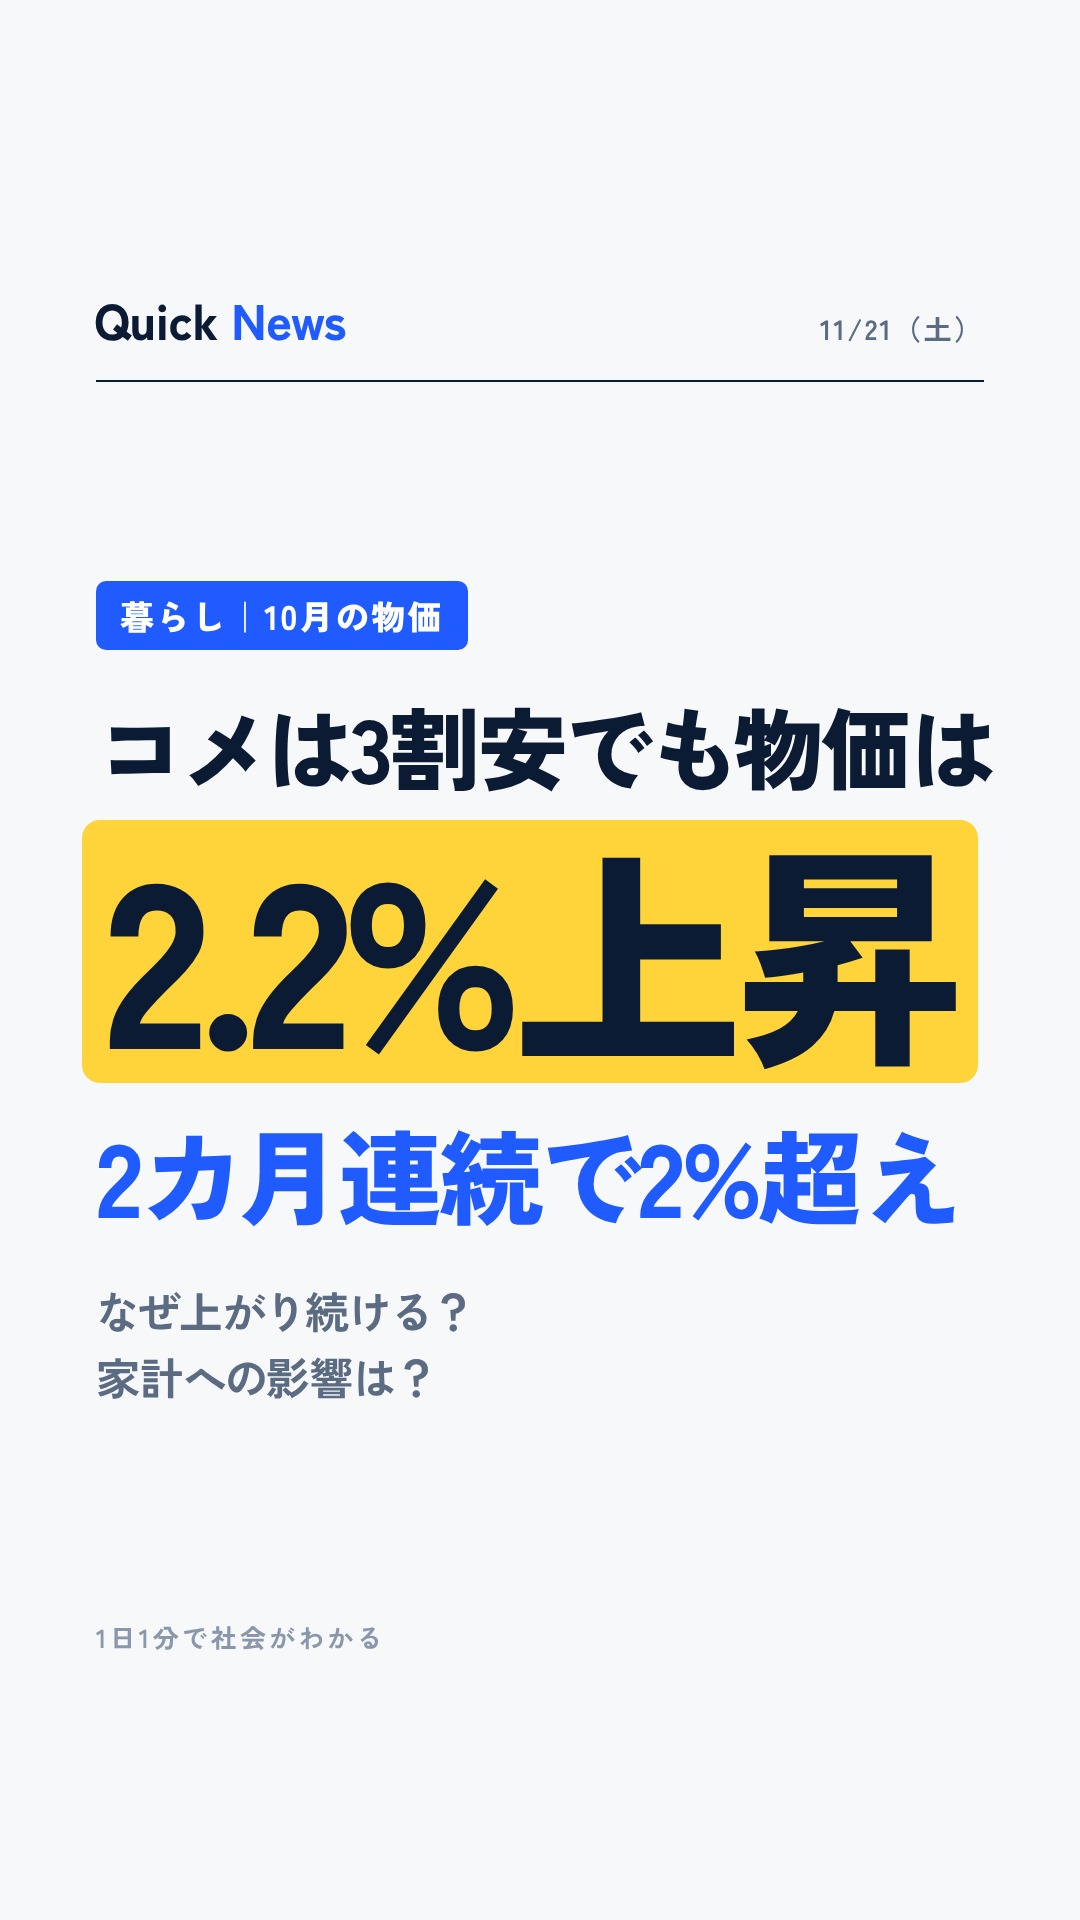 Quick News
11/21（土）
暮らし｜10月の物価
コメは3割安でも物価は
2.2%上昇
2カ月連続で2%超え
なぜ上がり続ける？
家計への影響は？
1日1分で社会がわかる